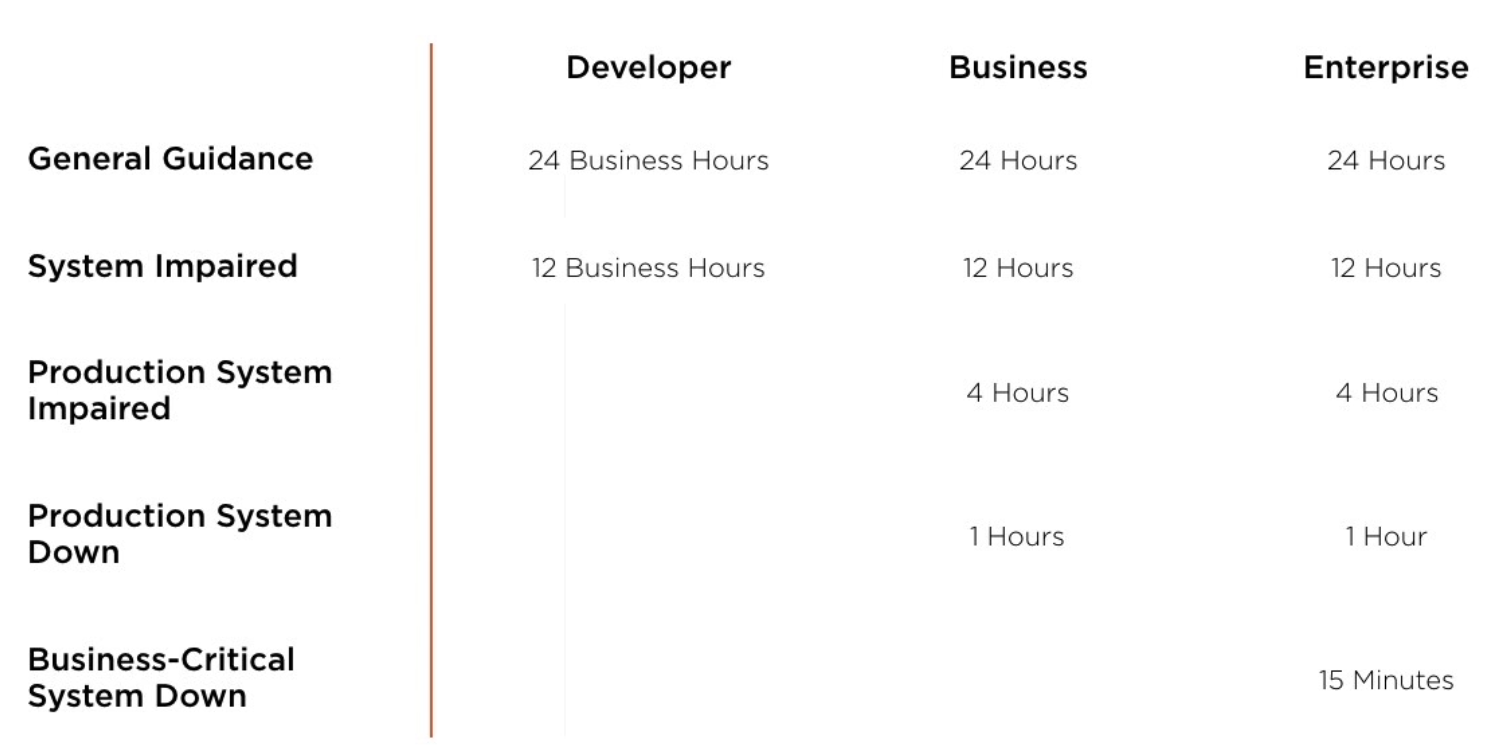 Developer Business Enterprise
General Guidance 24 Business Hours 24 Hours 24 Hours
System Impaired 12 Business Hours 12 Hours 12 Hours
Production System
Impaired 4 Hours 4 Hours
Production System
Down 1 Hours 1 Hour
Business-Critical
System Down 15 Minutes